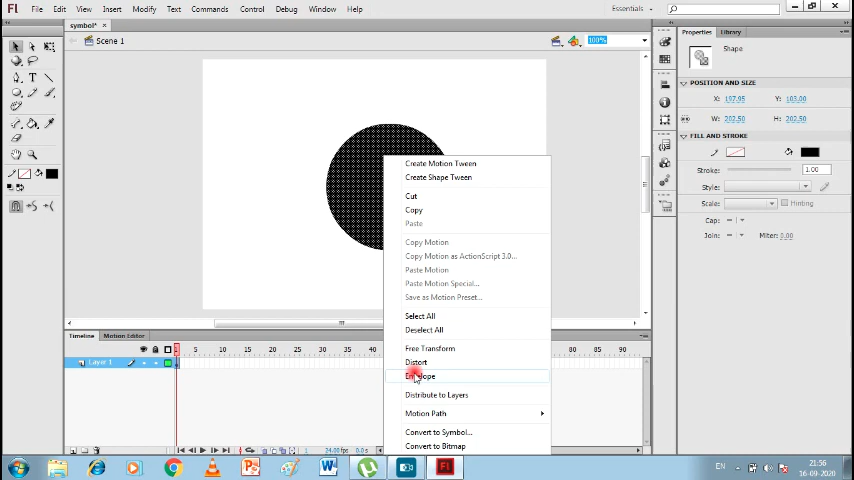 Fl File Edit View Insert Modify Text Commands Control Debug Window Help Essentials
symbol* ×
Scene 1
100%
Properties Library
Shape
POSITION AND SIZE
X: 197.95 Y: 103.00
W: 202.50 H: 202.50
FILL AND STROKE
Stroke: 1.00
Style:
Scale: Hinting
Cap:
Join: Miter: 0.00
Create Motion Tween
Create Shape Tween
Cut
Copy
Paste
Copy Motion
Copy Motion as ActionScript 3.0...
Paste Motion
Paste Motion Special...
Save as Motion Preset...
Select All
Deselect All
Free Transform
Distort
Envelope
Distribute to Layers
Motion Path
Convert to Symbol...
Convert to Bitmap
Timeline Motion Editor
5 10 15 20 25 30 35 40 80 85 90
Layer 1
1 24.00 fps 0.0 s
EN 21:56
16-09-2020